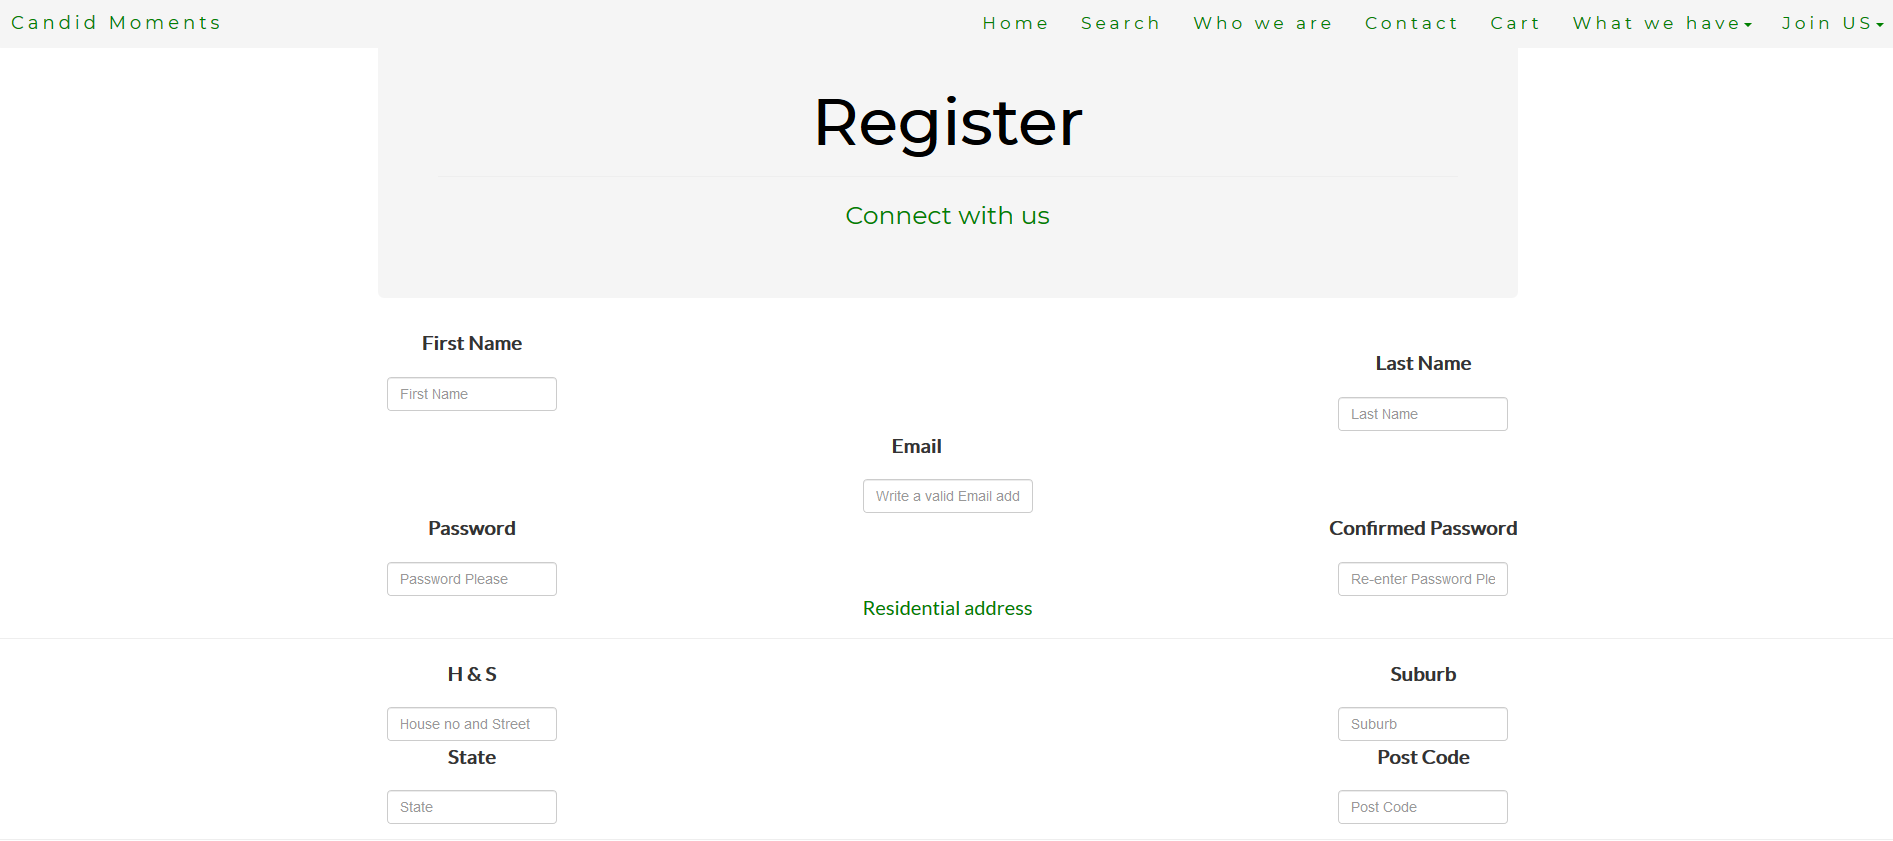 Candid Moments Home Search Who we are Contact Cart What we have Join US
Register
Connect with us
First Name
Last Name
First Name
Last Name
Email
Write a valid Email add
Password Confirmed Password
Password Please Re-enter Password Ple
Residential address
H & S Suburb
House no and Street Suburb
State Post Code
State Post Code